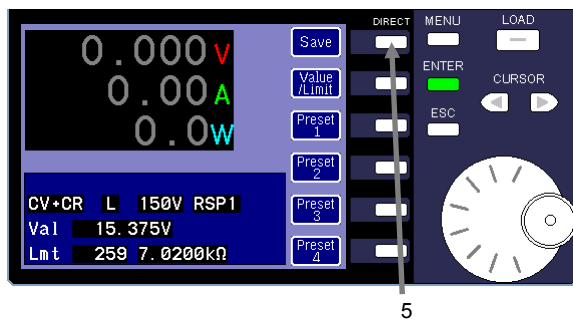 DIRECT MENU LOAD
0.000V
0.00A
0.0W
Save
Value
/Limit
Preset
1
Preset
2
Preset
3
Preset
4
ENTER
CURSOR
ESC
CV+CR L 150V RSP1
Val 15.375V
Lmt 259 7.0200kΩ
5